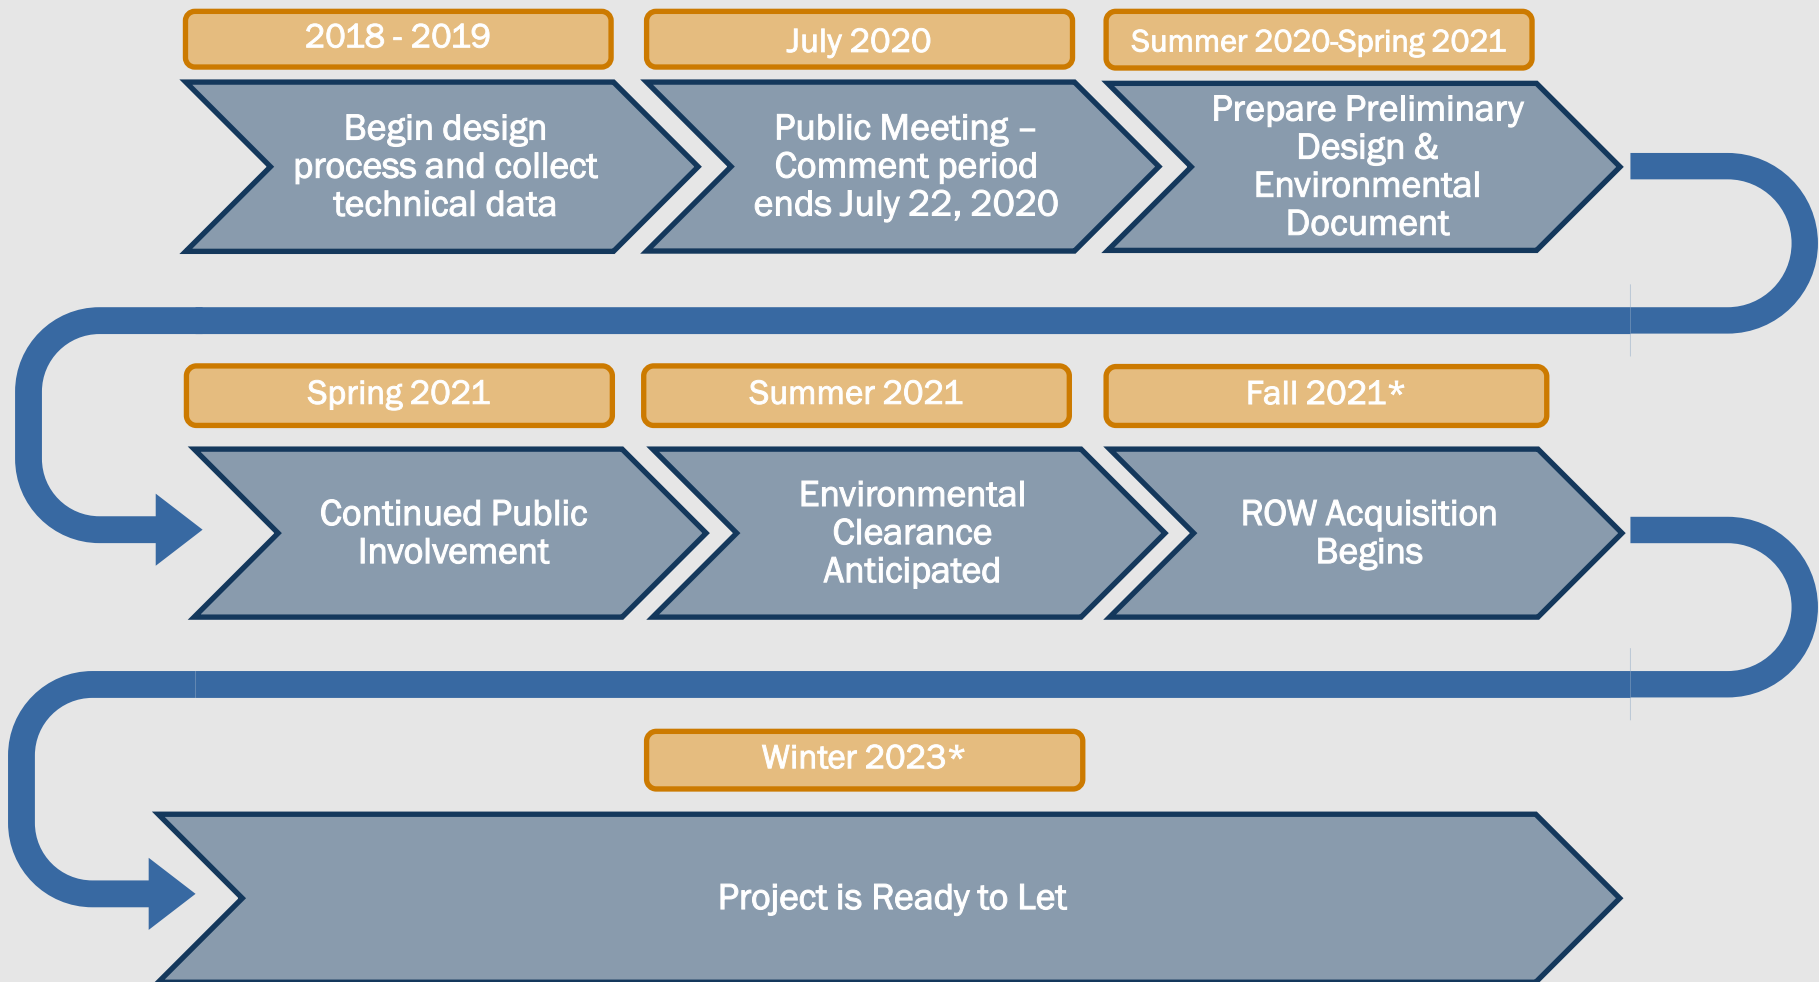 2018 - 2019
Begin design
process and collect
technical data
July 2020
Public Meeting –
Comment period
ends July 22, 2020
Summer 2020-Spring 2021
Prepare Preliminary
Design &
Environmental
Document
Spring 2021
Continued Public
Involvement
Summer 2021
Environmental
Clearance
Anticipated
Fall 2021*
ROW Acquisition
Begins
Winter 2023*
Project is Ready to Let